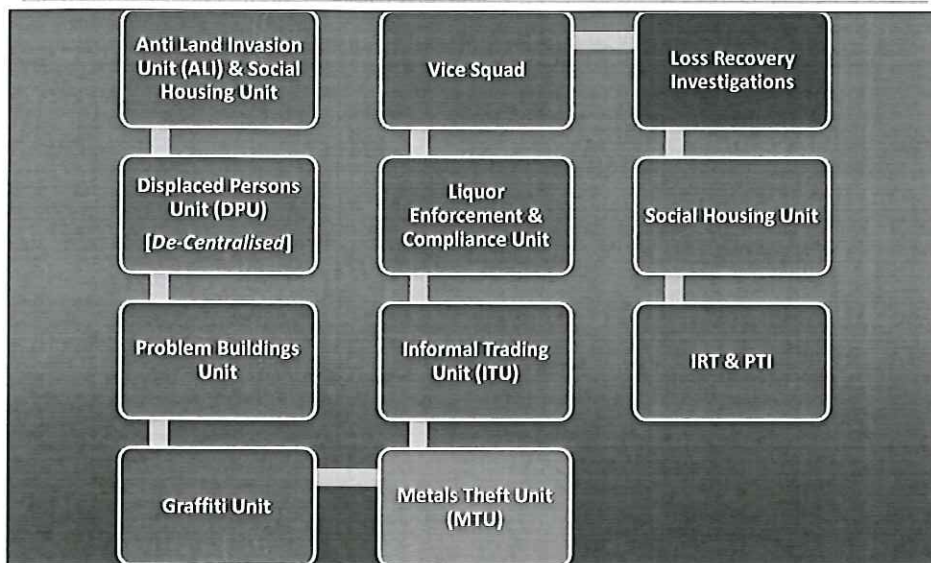 Anti Land Invasion
Unit (ALI) & Social
Housing Unit
Displaced Persons
Unit (DPU)
[De-Centralised]
Problem Buildings
Unit
Graffiti Unit
Metals Theft Unit
(MTU)
Informal Trading
Unit (ITU)
Liquor
Enforcement &
Compliance Unit
Vice Squad
Loss Recovery
Investigations
Social Housing Unit
IRT & PTI